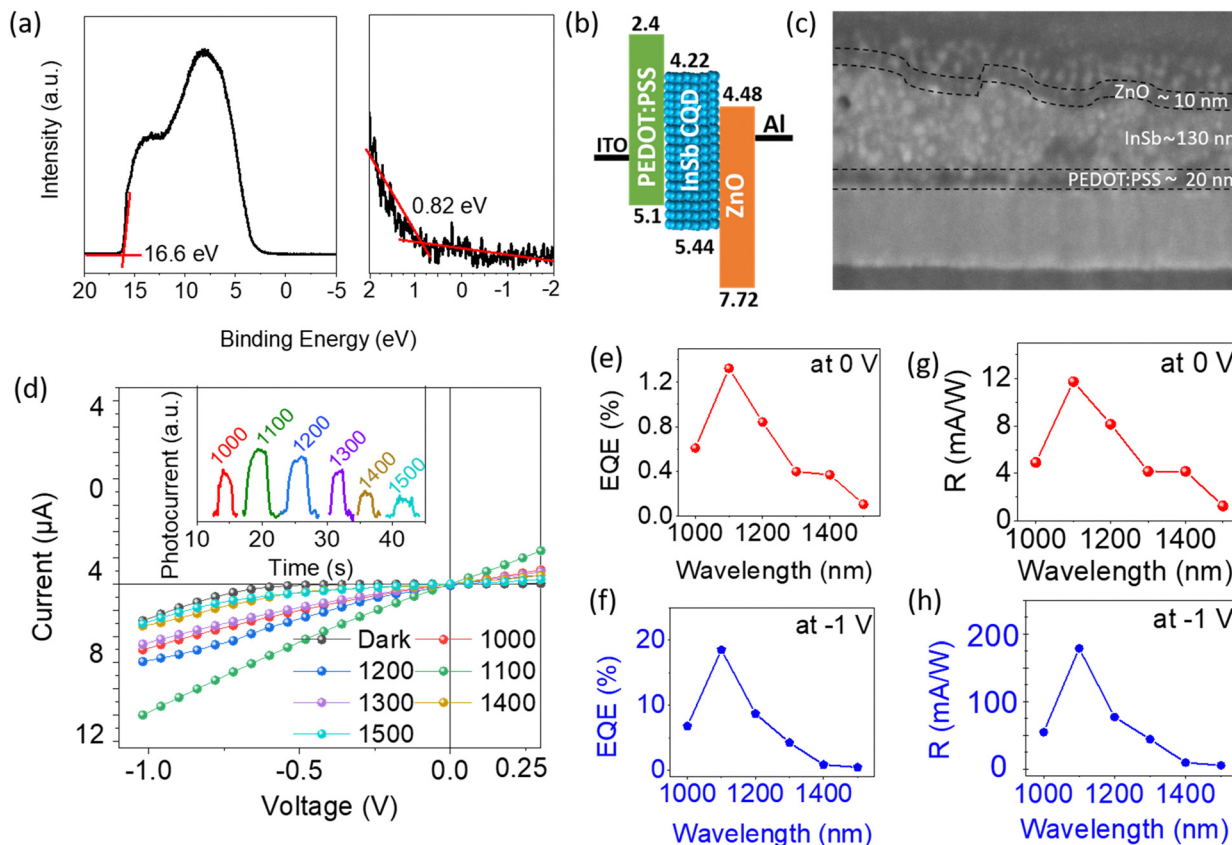 (a)
Intensity (a.u.)
16.6 eV
20 15 10 5 0 -5
0.82 eV
2 1 0 -1 -2
Binding Energy (eV)
(b)
2.4
4.22
4.48
ITO
PEDOT:PSS
InSb CQD
ZnO
Al
5.1
5.44
7.72
(c)
ZnO ~ 10 nm
InSb~130 nm
PEDOT:PSS ~ 20 nm
(d)
Current (µA)
4
0
4
8
12
Photocurrent (a.u.)
1000
1100
1200
1300
1400
1500
10 20 30 40
Time (s)
Dark 1000
1200 1100
1300 1400
1500
-1.0 -0.5 0.0 0.25
Voltage (V)
(e)
at 0 V
EQE (%)
1.2
0.8
0.4
0.0
1000 1200 1400
Wavelength (nm)
(f)
at -1 V
EQE (%)
20
10
0
1000 1200 1400
Wavelength (nm)
(g)
at 0 V
R (mA/W)
12
8
4
0
1000 1200 1400
Wavelength (nm)
(h)
at -1 V
R (mA/W)
200
100
0
1000 1200 1400
Wavelength (nm)